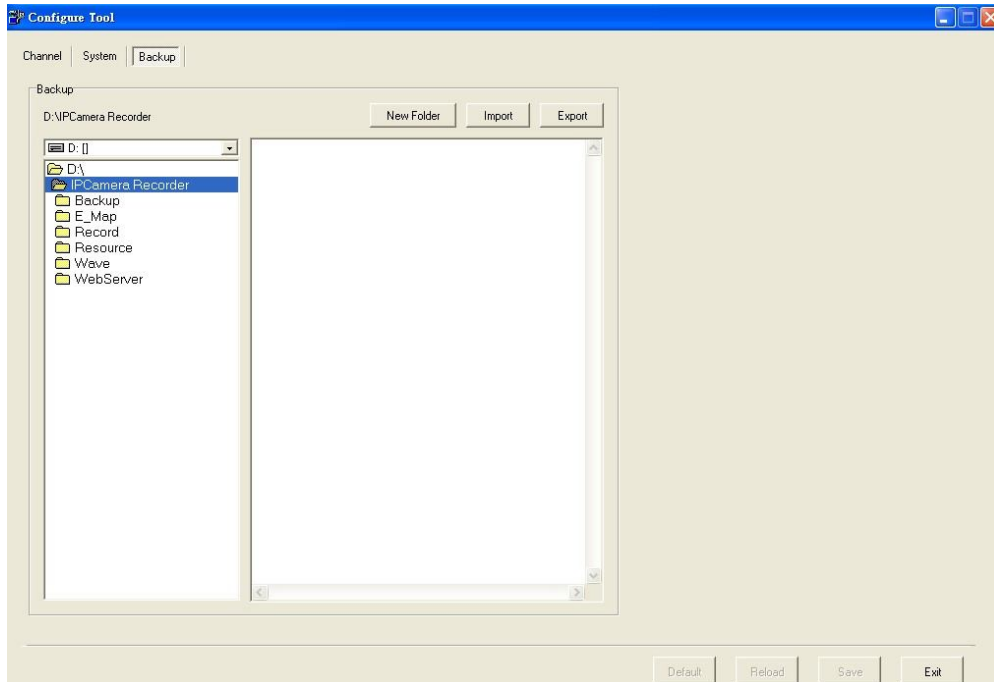 Configure Tool
Channel System Backup
Backup
D:\IPCamera Recorder
New Folder Import Export
D: []
D:\
IPCamera Recorder
Backup
E_Map
Record
Resource
Wave
WebServer
Default Reload Save Exit